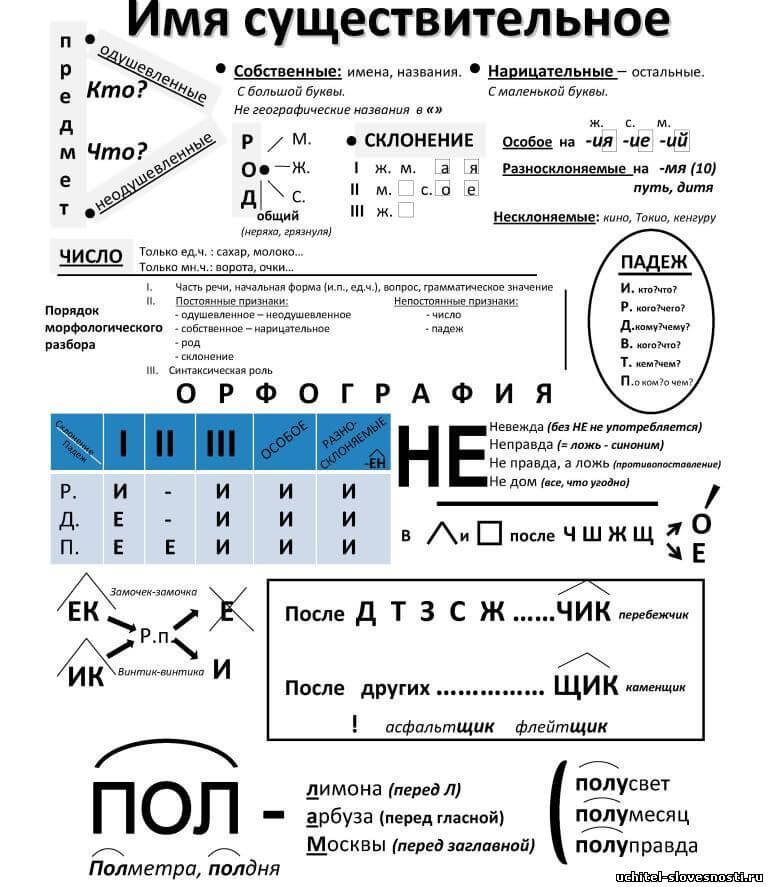 Имя существительное
предмет
одушевленные
Кто?
Что?
неодушевленные
Собственные: имена, названия.
С большой буквы.
Не географические названия в «»
Нарицательные – остальные.
С маленькой буквы.
РОД
М.
Ж.
С.
общий
(неряха, грязнуля)
СКЛОНЕНИЕ
I ж. м. а я
II м. с. о е
III ж.
ж. с. м.
Особое на -ия -ие -ий
Разносклоняемые на -мя (10)
путь, дитя
Несклоняемые: кино, Токио, кенгуру
ЧИСЛО
Только ед.ч. : сахар, молоко…
Только мн.ч.: ворота, очки…
ПАДЕЖ
И. кто?что?
Р. кого?чего?
Д.кому?чему?
В. кого?что?
Т. кем?чем?
П.о ком?о чем?
Порядок
морфологического
разбора
I. Часть речи, начальная форма (и.п., ед.ч.), вопрос, грамматическое значение
II. Постоянные признаки: Непостоянные признаки:
- одушевленное – неодушевленное - число
- собственное – нарицательное - падеж
- род
- склонение
III. Синтаксическая роль
ОРФОГРАФИЯ
Склонение
Падеж
I II III ОСОБОЕ РАЗНО-
СКЛОНЯЕМЫЕ
-ЕН
Р. И - И И И
Д. Е - И И И
П. Е Е И И И
НЕ
Невежда (без НЕ не употребляется)
Неправда (= ложь - синоним)
Не правда, а ложь (противопоставление)
Не дом (все, что угодно)
В и после Ч Ш Ж Щ О Е
ЕК
Замочек-замочка
Е
Р.п.
ИК
Винтик-винтика
И
После Д Т З С Ж ……ЧИК перебежчик
После других …………… ЩИК каменщик
! асфальтщик флейтщик
ПОЛ -
лимона (перед Л)
арбуза (перед гласной)
Москвы (перед заглавной)
Полметра, полдня
полусвет
полумесяц
полуправда
uchitel-slovesnosti.ru